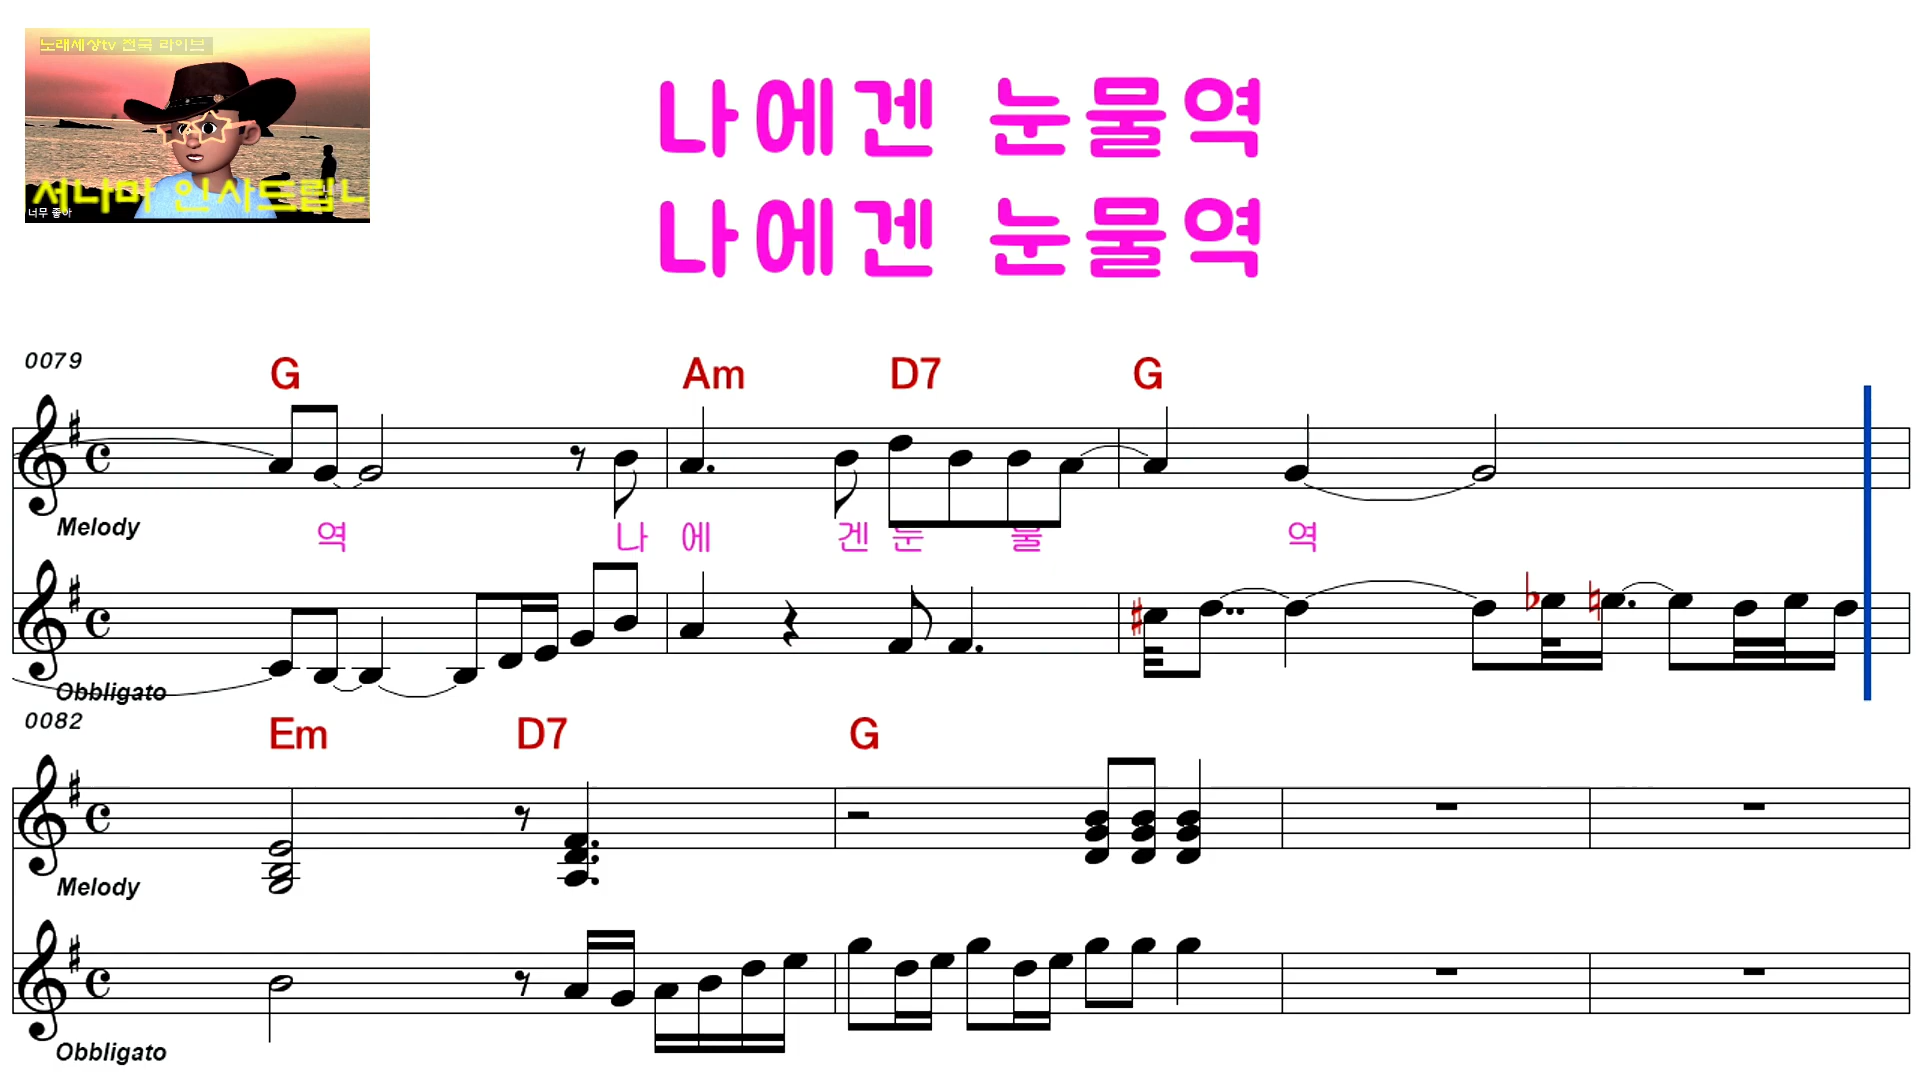 노래세상tv 전국 라이브
서나마 인사드립니
너무 좋아
나에겐 눈물역
나에겐 눈물역
0079
G Am D7 G
Melody
역 나 에 겐 눈 물 역
Obbligato
0082
Em D7 G
Melody
Obbligato